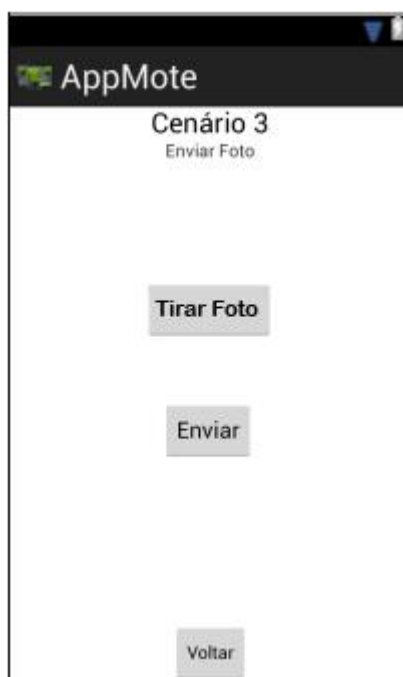 AppMote
Cenário 3
Enviar Foto
Tirar Foto
Enviar
Voltar